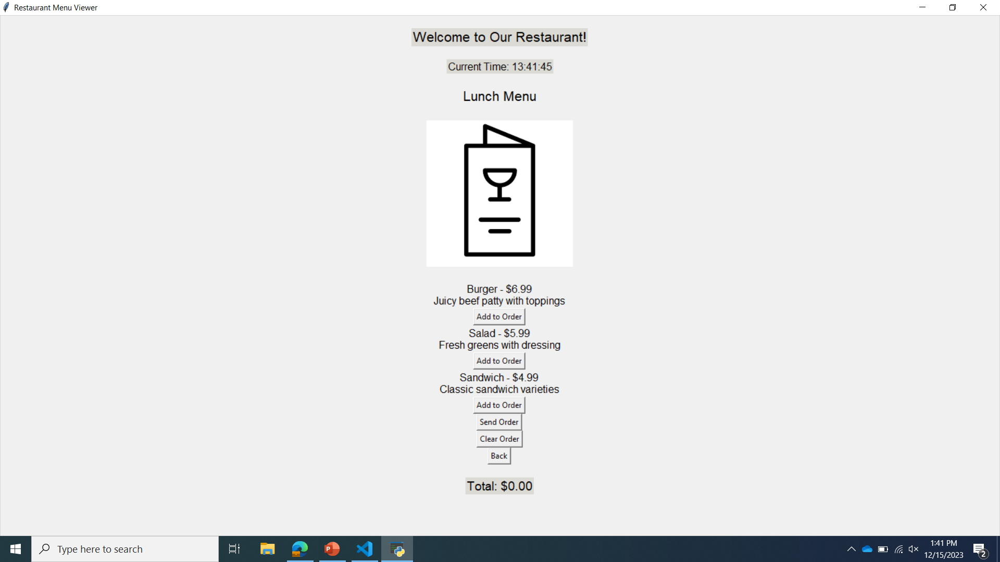 Restaurant Menu Viewer
Welcome to Our Restaurant!
Current Time: 13:41:45
Lunch Menu
Burger - $6.99
Juicy beef patty with toppings
Add to Order
Salad - $5.99
Fresh greens with dressing
Add to Order
Sandwich - $4.99
Classic sandwich varieties
Add to Order
Send Order
Clear Order
Back
Total: $0.00
Type here to search
P
1:41 PM
12/15/2023
2